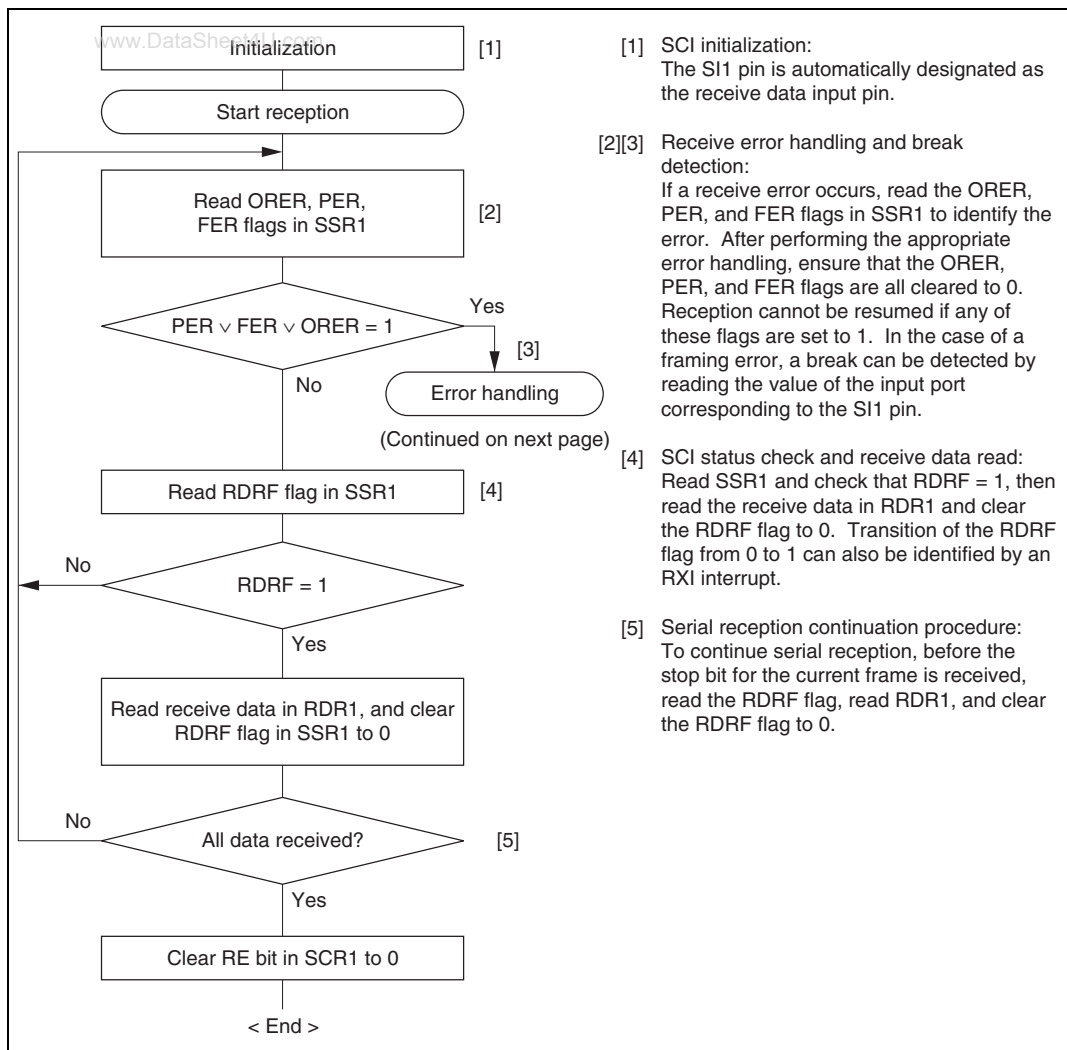 www.DataSheet4U.com
Initialization
[1]
Start reception
Read ORER, PER,
FER flags in SSR1
[2]
PER ∨ FER ∨ ORER = 1
Yes
[3]
No
Error handling
(Continued on next page)
Read RDRF flag in SSR1
[4]
No
RDRF = 1
Yes
Read receive data in RDR1, and clear
RDRF flag in SSR1 to 0
No
All data received?
[5]
Yes
Clear RE bit in SCR1 to 0
< End >
[1] SCI initialization:
The SI1 pin is automatically designated as
the receive data input pin.
[2][3] Receive error handling and break
detection:
If a receive error occurs, read the ORER,
PER, and FER flags in SSR1 to identify the
error. After performing the appropriate
error handling, ensure that the ORER,
PER, and FER flags are all cleared to 0.
Reception cannot be resumed if any of
these flags are set to 1. In the case of a
framing error, a break can be detected by
reading the value of the input port
corresponding to the SI1 pin.
[4] SCI status check and receive data read:
Read SSR1 and check that RDRF = 1, then
read the receive data in RDR1 and clear
the RDRF flag to 0. Transition of the RDRF
flag from 0 to 1 can also be identified by an
RXI interrupt.
[5] Serial reception continuation procedure:
To continue serial reception, before the
stop bit for the current frame is received,
read the RDRF flag, read RDR1, and clear
the RDRF flag to 0.